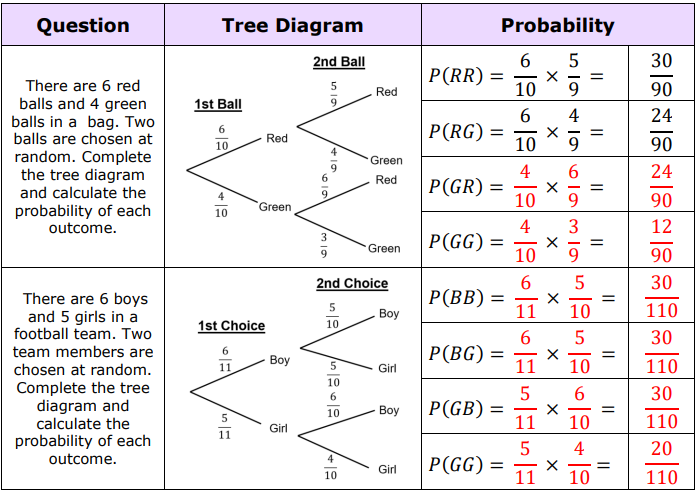 Question Tree Diagram Probability
There are 6 red
balls and 4 green
balls in a bag. Two
balls are chosen at
random. Complete
the tree diagram
and calculate the
probability of each
outcome.
2nd Ball
1st Ball
5/9 Red
6/10 Red
4/9 Green
6/9 Red
4/10 Green
3/9 Green
P(RR) = 6/10 × 5/9 = 30/90
P(RG) = 6/10 × 4/9 = 24/90
P(GR) = 4/10 × 6/9 = 24/90
P(GG) = 4/10 × 3/9 = 12/90
There are 6 boys
and 5 girls in a
football team. Two
team members are
chosen at random.
Complete the tree
diagram and
calculate the
probability of each
outcome.
2nd Choice
1st Choice
5/10 Boy
6/11 Boy
5/10 Girl
6/10 Boy
5/11 Girl
4/10 Girl
P(BB) = 6/11 × 5/10 = 30/110
P(BG) = 6/11 × 5/10 = 30/110
P(GB) = 5/11 × 6/10 = 30/110
P(GG) = 5/11 × 4/10 = 20/110